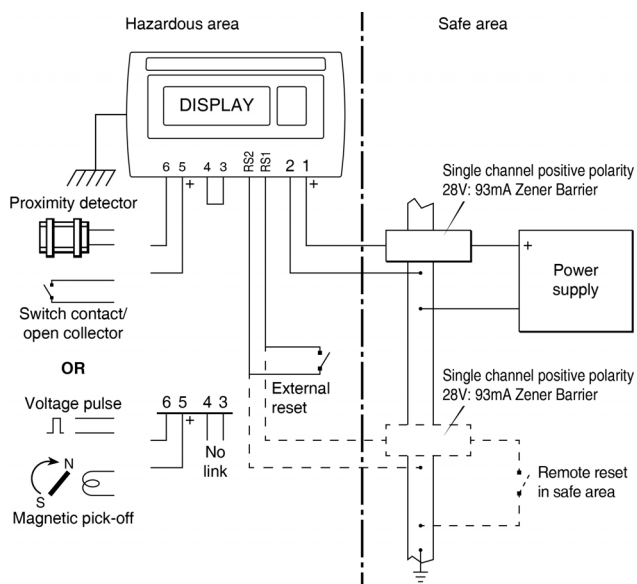 Hazardous area
Safe area
DISPLAY
6 5 4 3 RS2 RS1 2 1
+ +
Single channel positive polarity
28V: 93mA Zener Barrier
Proximity detector
+
Power
supply
Switch contact/
open collector
OR
External
reset
Single channel positive polarity
28V: 93mA Zener Barrier
Voltage pulse
6 5 4 3
+
No
link
N
S
Magnetic pick-off
Remote reset
in safe area